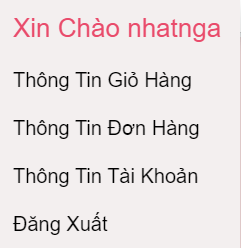 Xin Chào nhatnga
Thông Tin Giỏ Hàng
Thông Tin Đơn Hàng
Thông Tin Tài Khoản
Đăng Xuất